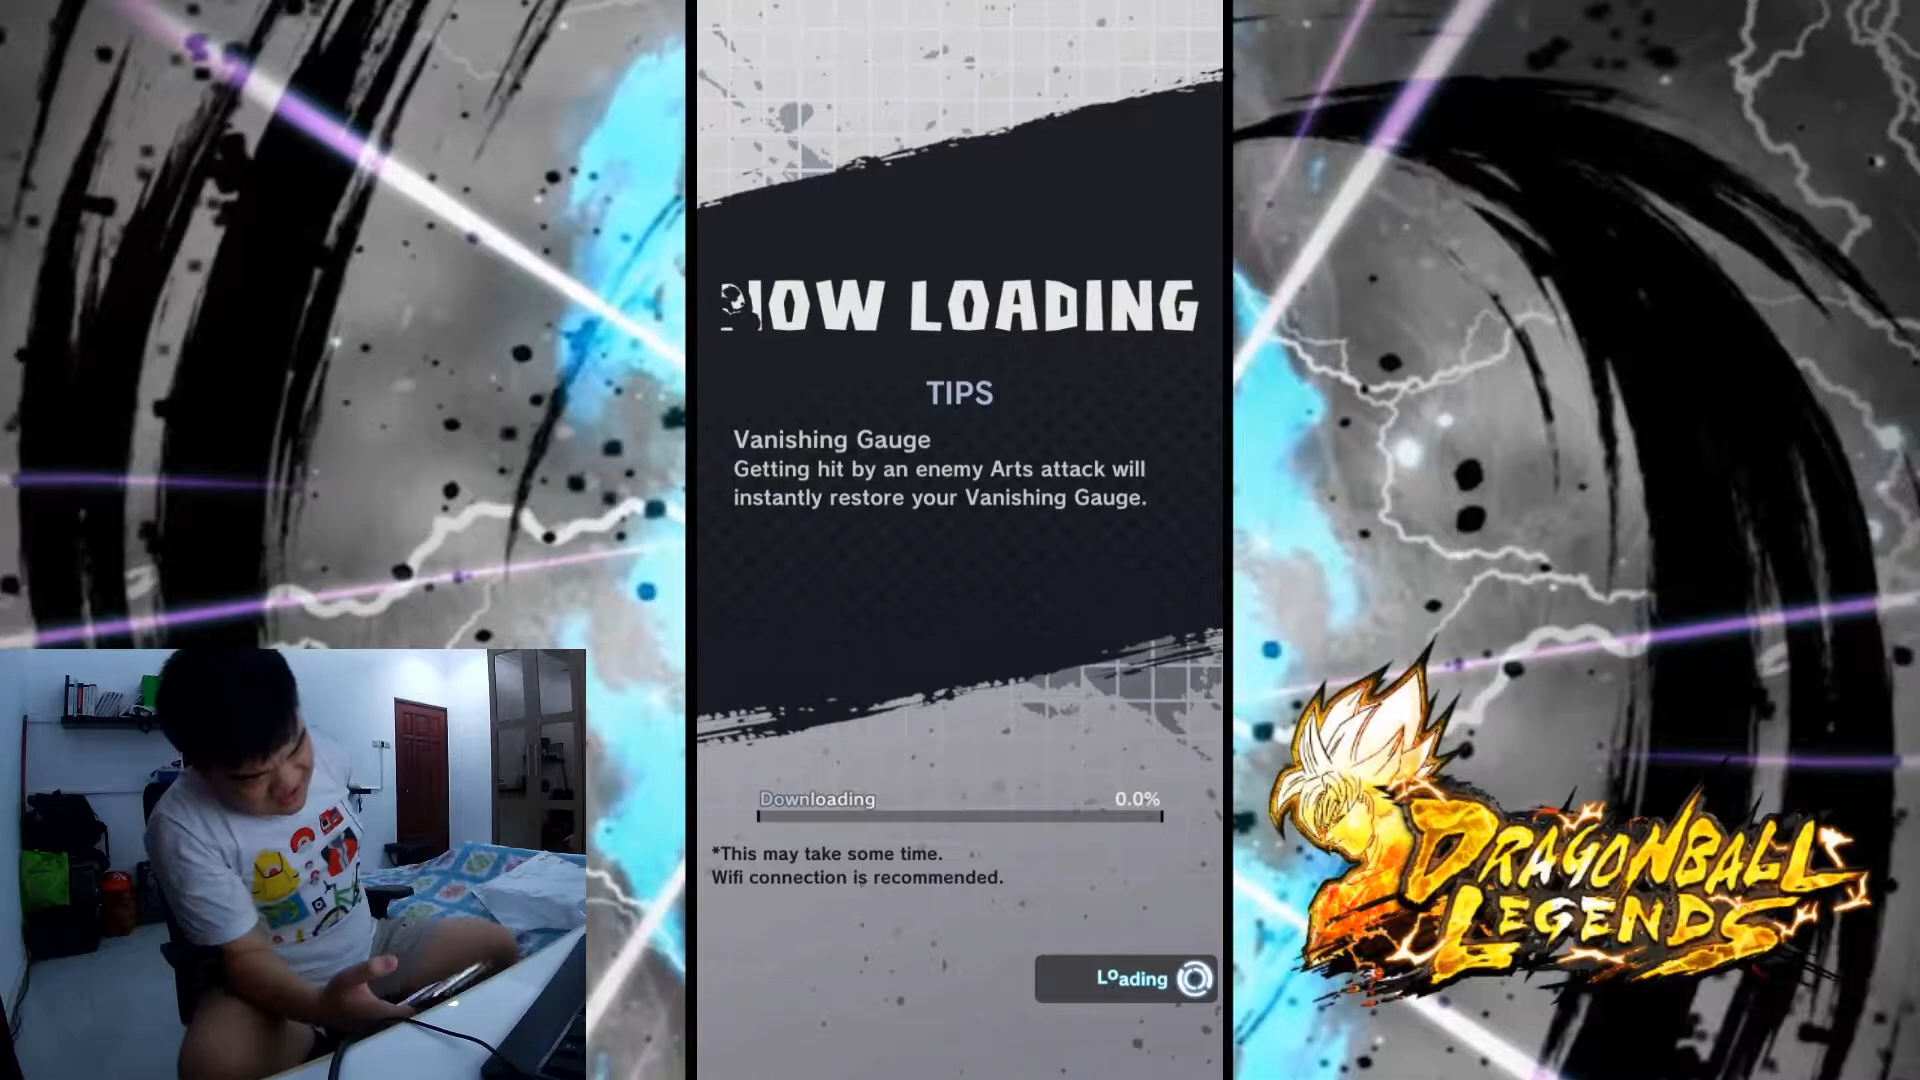 NOW LOADING
TIPS
Vanishing Gauge
Getting hit by an enemy Arts attack will
instantly restore your Vanishing Gauge.
Downloading 0.0%
*This may take some time.
Wifi connection is recommended.
Loading
DRAGONBALL
LEGENDS